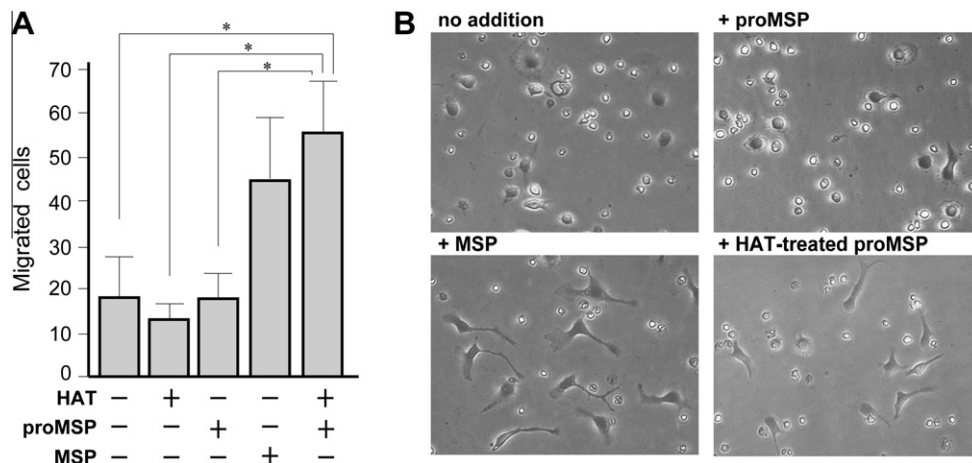 A
*
*
*
70
60
50
40
30
20
10
0
Migrated cells
HAT − + − − +
proMSP − − + − +
MSP − − − + −
B
no addition
+ proMSP
+ MSP
+ HAT-treated proMSP